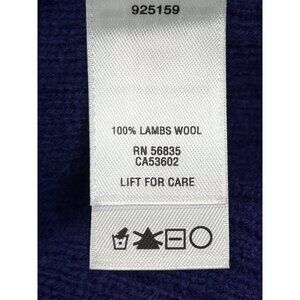 925159
100% LAMBS WOOL
RN 56835
CA53602
LIFT FOR CARE